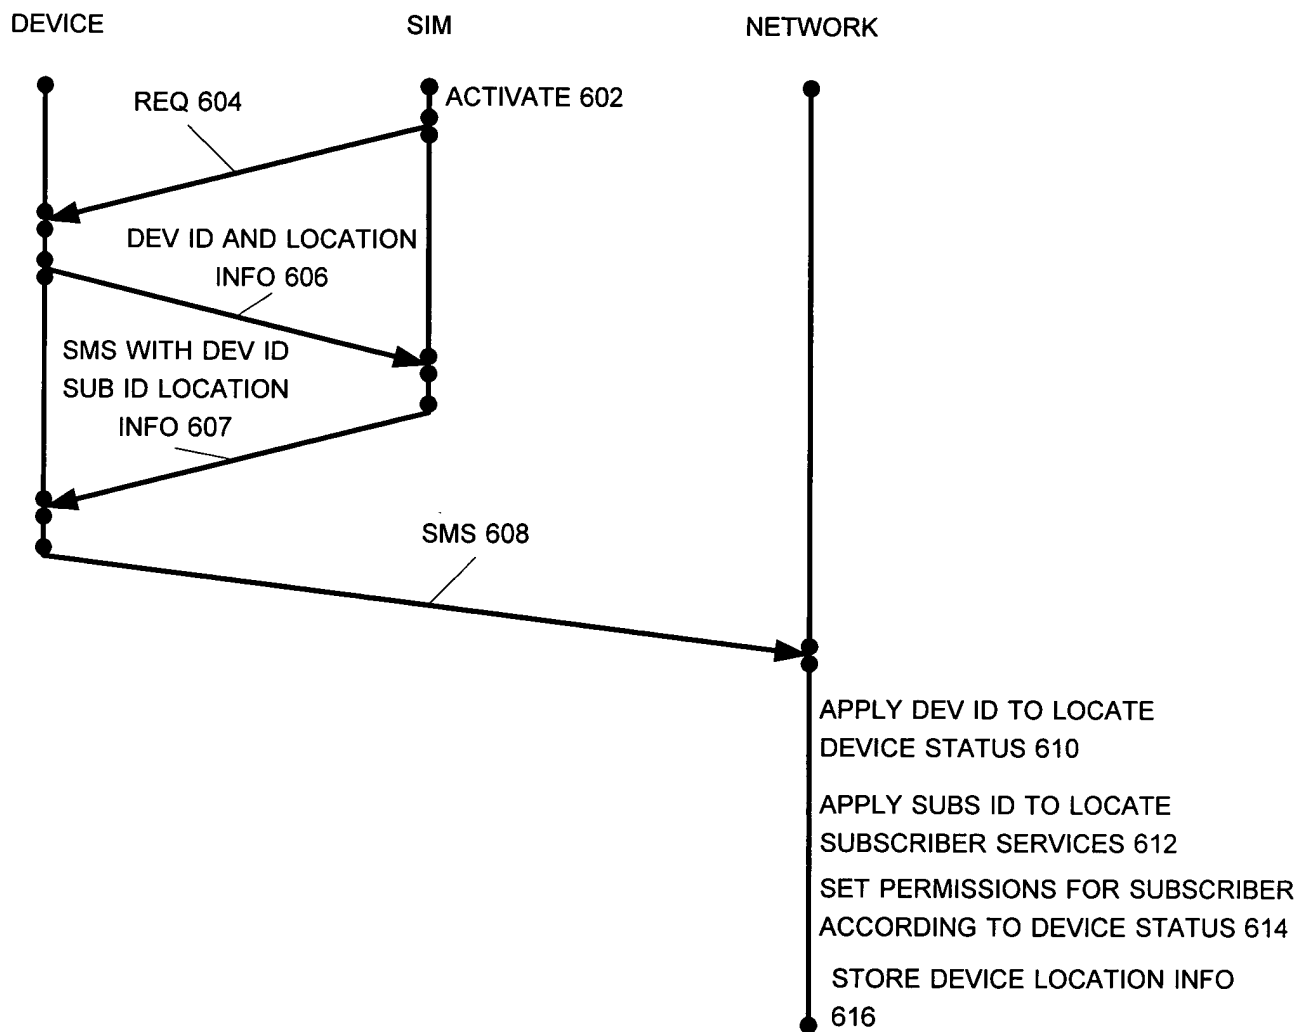 DEVICE
SIM
NETWORK
REQ 604
ACTIVATE 602
DEV ID AND LOCATION
INFO 606
SMS WITH DEV ID
SUB ID LOCATION
INFO 607
SMS 608
APPLY DEV ID TO LOCATE
DEVICE STATUS 610
APPLY SUBS ID TO LOCATE
SUBSCRIBER SERVICES 612
SET PERMISSIONS FOR SUBSCRIBER
ACCORDING TO DEVICE STATUS 614
STORE DEVICE LOCATION INFO
616